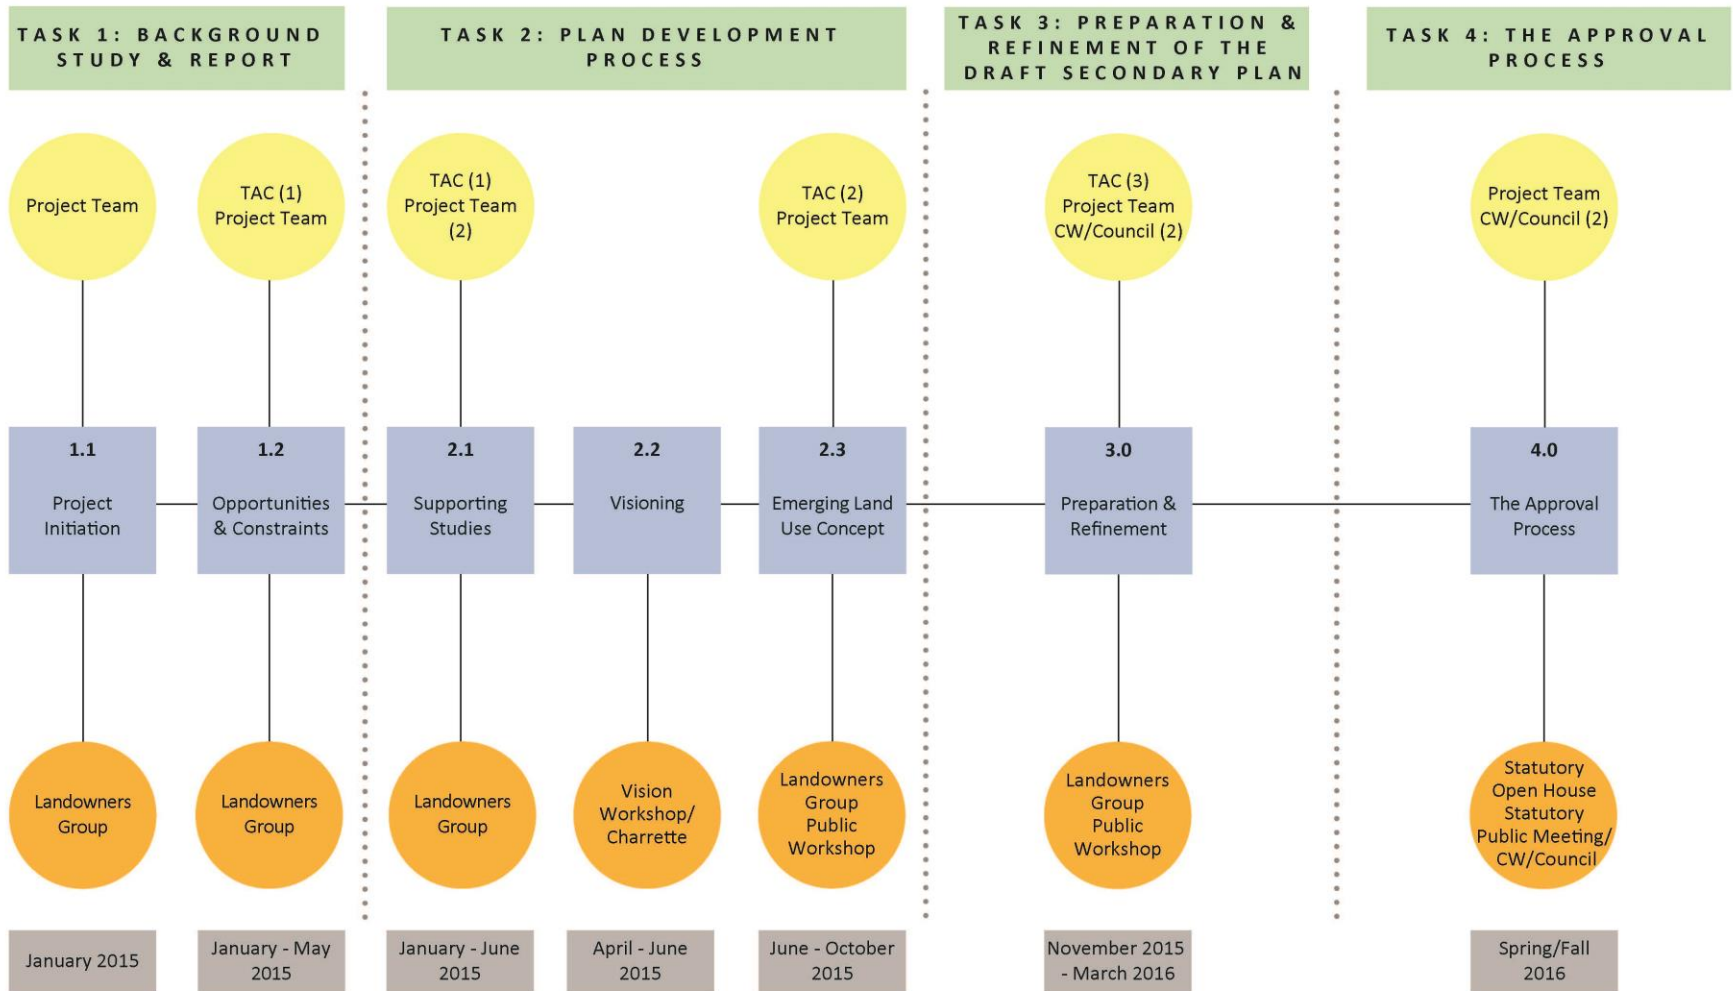 TASK 1: BACKGROUND
STUDY & REPORT
TASK 2: PLAN DEVELOPMENT
PROCESS
TASK 3: PREPARATION &
REFINEMENT OF THE
DRAFT SECONDARY PLAN
TASK 4: THE APPROVAL
PROCESS
Project Team
TAC (1)
Project Team
TAC (1)
Project Team
(2)
TAC (2)
Project Team
TAC (3)
Project Team
CW/Council (2)
Project Team
CW/Council (2)
1.1
Project
Initiation
1.2
Opportunities
& Constraints
2.1
Supporting
Studies
2.2
Visioning
2.3
Emerging Land
Use Concept
3.0
Preparation &
Refinement
4.0
The Approval
Process
Landowners
Group
Landowners
Group
Landowners
Group
Vision
Workshop/
Charrette
Landowners
Group
Public
Workshop
Landowners
Group
Public
Workshop
Statutory
Open House
Statutory
Public Meeting/
CW/Council
January 2015
January - May
2015
January - June
2015
April - June
2015
June - October
2015
November 2015
- March 2016
Spring/Fall
2016